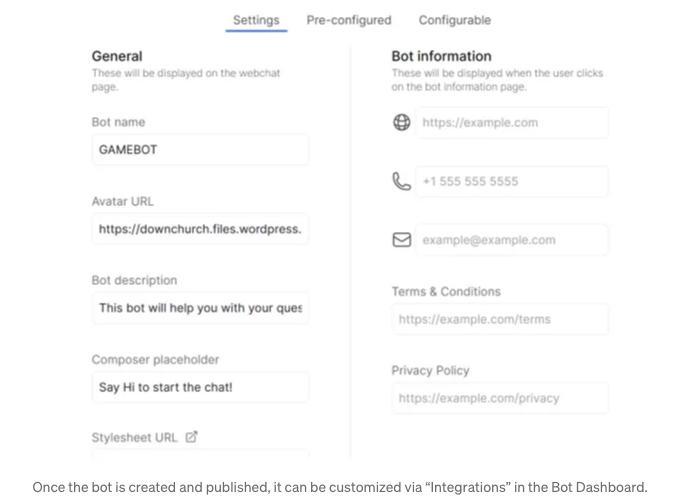 Settings
Pre-configured
Configurable
General
These will be displayed on the webchat
page.
Bot name
GAMEBOT
Avatar URL
https://downchurch.files.wordpress.
Bot description
This bot will help you with your ques
Composer placeholder
Say Hi to start the chat!
Stylesheet URL
Bot information
These will be displayed when the user clicks
on the bot information page.
https://example.com
+1 555 555 5555
example@example.com
Terms & Conditions
https://example.com/terms
Privacy Policy
https://example.com/privacy
Once the bot is created and published, it can be customized via “Integrations” in the Bot Dashboard.